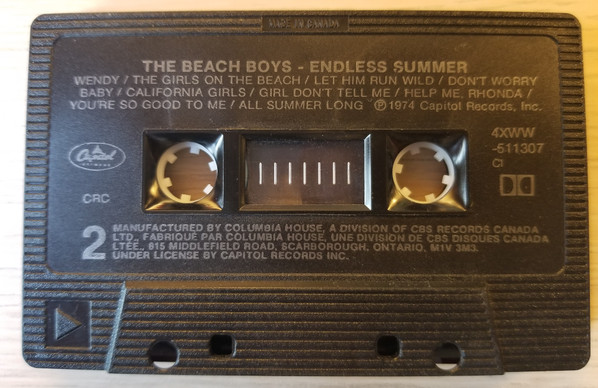 MADE IN CANADA
THE BEACH BOYS - ENDLESS SUMMER
WENDY / THE GIRLS ON THE BEACH / LET HIM RUN WILD / DON'T WORRY
BABY / CALIFORNIA GIRLS / GIRL DON'T TELL ME / HELP ME, RHONDA /
YOU'RE SO GOOD TO ME / ALL SUMMER LONG ℗ 1974 Capitol Records, Inc.
Capitol
4XWW
-511307
CI
CRC
2
MANUFACTURED BY COLUMBIA HOUSE, A DIVISION OF CBS RECORDS CANADA
LTD., FABRIQUÉ PAR COLUMBIA HOUSE, UNE DIVISION DE CBS DISQUES CANADA
LTÉE., 815 MIDDLEFIELD ROAD, SCARBOROUGH, ONTARIO, M1V 3M3.
UNDER LICENSE BY CAPITOL RECORDS INC.